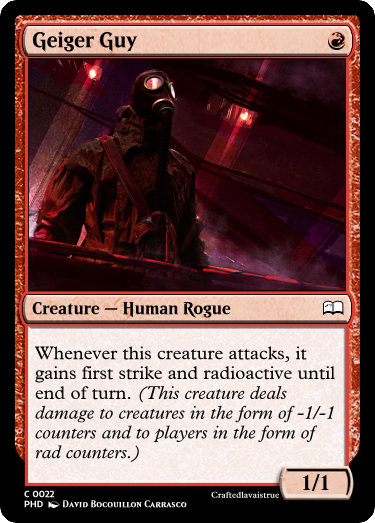 Geiger Guy
Creature — Human Rogue
Whenever this creature attacks, it
gains first strike and radioactive until
end of turn. (This creature deals
damage to creatures in the form of -1/-1
counters and to players in the form of
rad counters.)
1/1
C 0022
PHD DAVID BOCOUILLON CARRASCO
Craftedlavaistrue